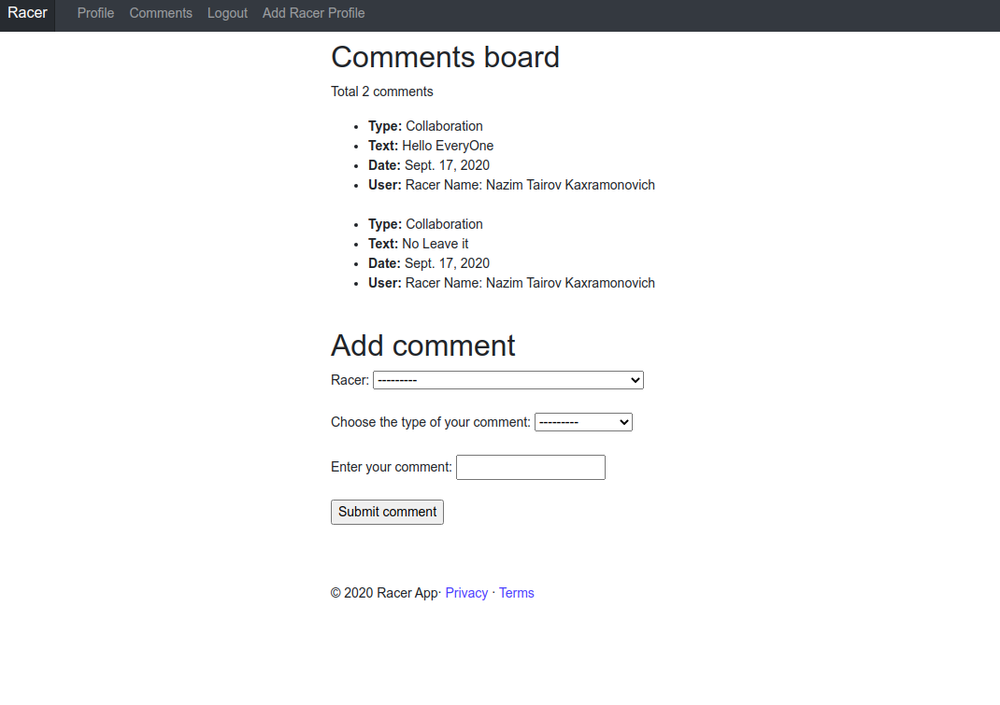 Racer Profile Comments Logout Add Racer Profile
Comments board
Total 2 comments
Type: Collaboration
Text: Hello EveryOne
Date: Sept. 17, 2020
User: Racer Name: Nazim Tairov Kaxramonovich
Type: Collaboration
Text: No Leave it
Date: Sept. 17, 2020
User: Racer Name: Nazim Tairov Kaxramonovich
Add comment
Racer: ---------
Choose the type of your comment: ---------
Enter your comment:
Submit comment
© 2020 Racer App· Privacy · Terms